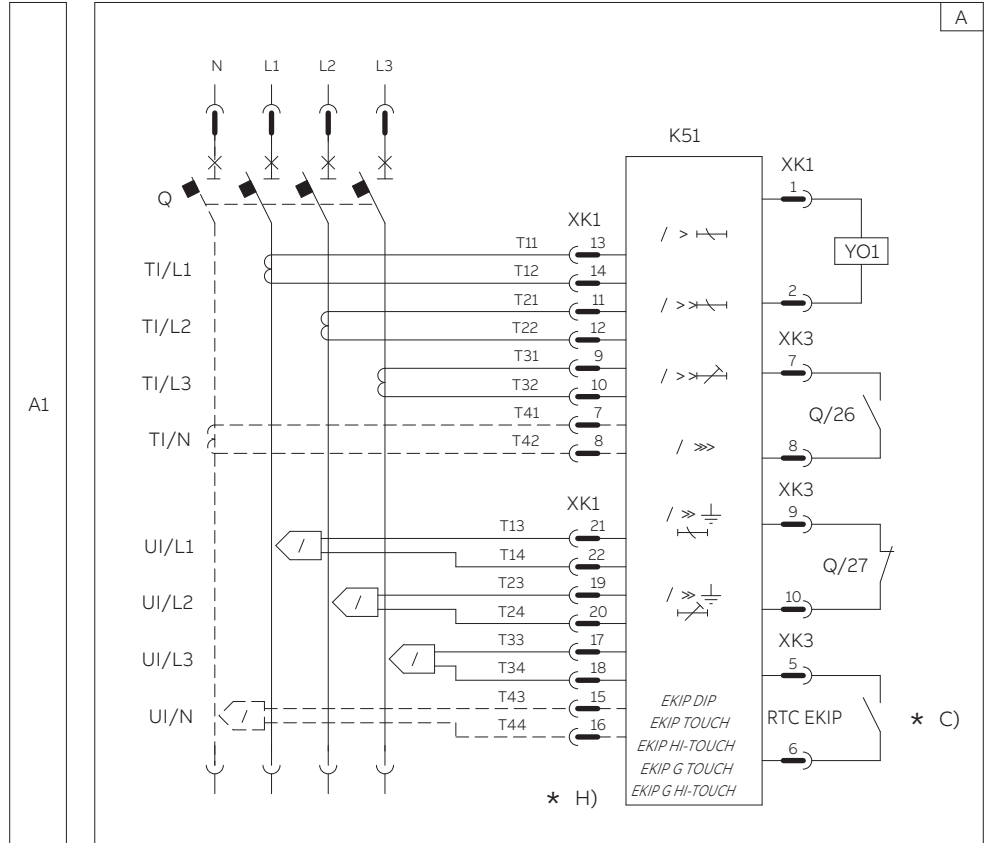 A
N L1 L2 L3
K51
XK1
1
Q
XK1
YO1
T11 13
/ >
TI/L1
T12 14
2
T21 11
/ >>
TI/L2
T22 12
XK3
T31 9
7
/ >>
TI/L3
T32 10
A1
T41 7
Q/26
TI/N
T42 8
/ >>>
8
XK3
XK1
9
T13 21
/ >>
UI/L1
T14 22
Q/27
T23 19
/ >>
UI/L2
T24 20
10
T33 17
XK3
UI/L3
T34 18
5
T43 15
EKIP DIP
UI/N
T44 16
EKIP TOUCH
RTC EKIP * C)
EKIP HI-TOUCH
6
EKIP G TOUCH
* H)
EKIP G HI-TOUCH
/
/
/
/